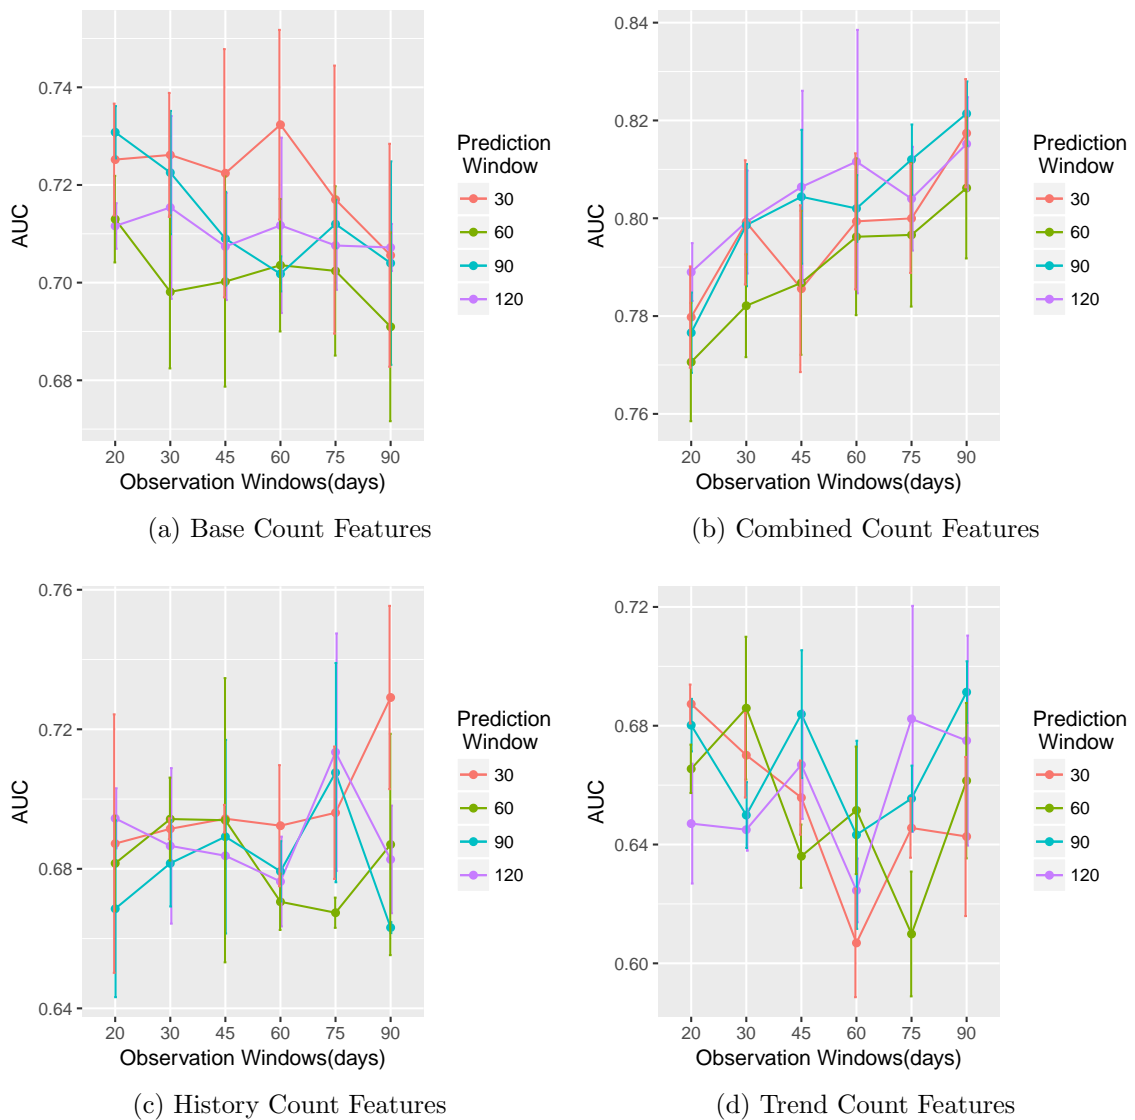 0.74
0.72
0.70
0.68
AUC
20 30 45 60 75 90
Observation Windows(days)
Prediction
Window
30
60
90
120
(a) Base Count Features
0.84
0.82
0.80
0.78
0.76
AUC
20 30 45 60 75 90
Observation Windows(days)
Prediction
Window
30
60
90
120
(b) Combined Count Features
0.76
0.72
0.68
0.64
AUC
20 30 45 60 75 90
Observation Windows(days)
Prediction
Window
30
60
90
120
(c) History Count Features
0.72
0.68
0.64
0.60
AUC
20 30 45 60 75 90
Observation Windows(days)
Prediction
Window
30
60
90
120
(d) Trend Count Features